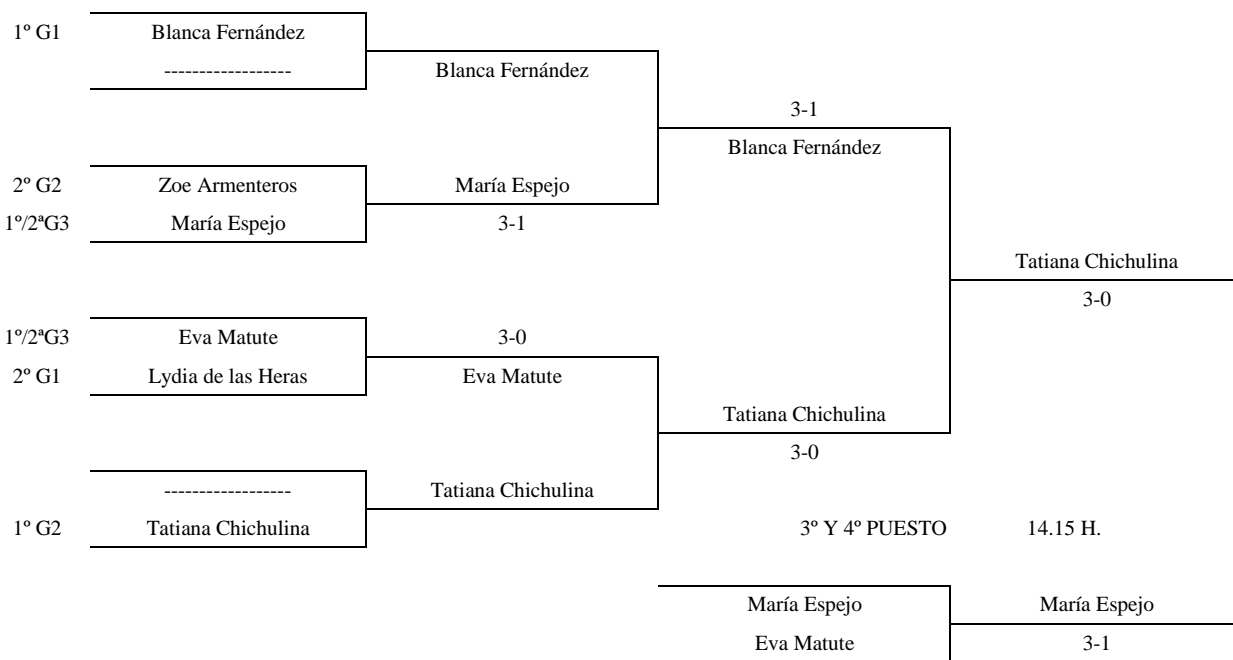 1º G1 Blanca Fernández
------------------ Blanca Fernández
3-1
Blanca Fernández
2º G2 Zoe Armenteros María Espejo
1º/2ªG3 María Espejo 3-1
Tatiana Chichulina
3-0
1º/2ªG3 Eva Matute 3-0
2º G1 Lydia de las Heras Eva Matute
Tatiana Chichulina
3-0
------------------ Tatiana Chichulina
1º G2 Tatiana Chichulina 3º Y 4º PUESTO 14.15 H.
María Espejo María Espejo
Eva Matute 3-1